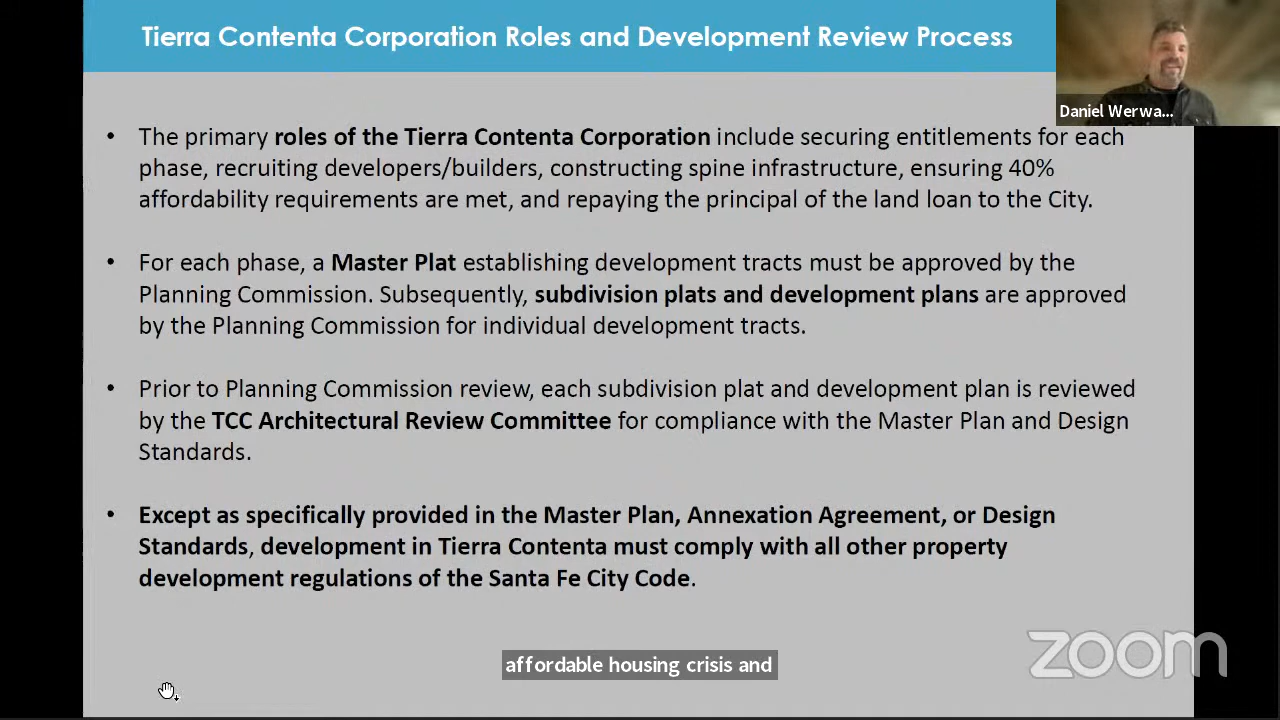 Tierra Contenta Corporation Roles and Development Review Process
Daniel Werwa...
• The primary roles of the Tierra Contenta Corporation include securing entitlements for each
phase, recruiting developers/builders, constructing spine infrastructure, ensuring 40%
affordability requirements are met, and repaying the principal of the land loan to the City.
• For each phase, a Master Plat establishing development tracts must be approved by the
Planning Commission. Subsequently, subdivision plats and development plans are approved
by the Planning Commission for individual development tracts.
• Prior to Planning Commission review, each subdivision plat and development plan is reviewed
by the TCC Architectural Review Committee for compliance with the Master Plan and Design
Standards.
• Except as specifically provided in the Master Plan, Annexation Agreement, or Design
Standards, development in Tierra Contenta must comply with all other property
development regulations of the Santa Fe City Code.
zoom
affordable housing crisis and